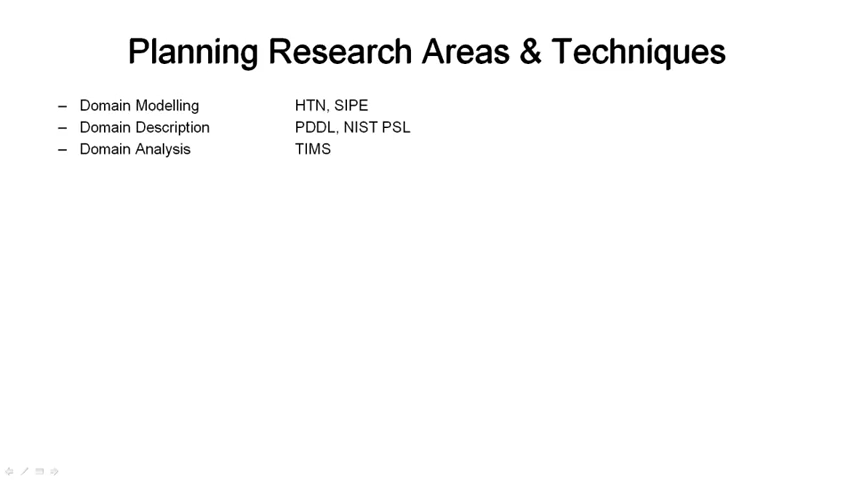 Planning Research Areas & Techniques
– Domain Modelling HTN, SIPE
– Domain Description PDDL, NIST PSL
– Domain Analysis TIMS